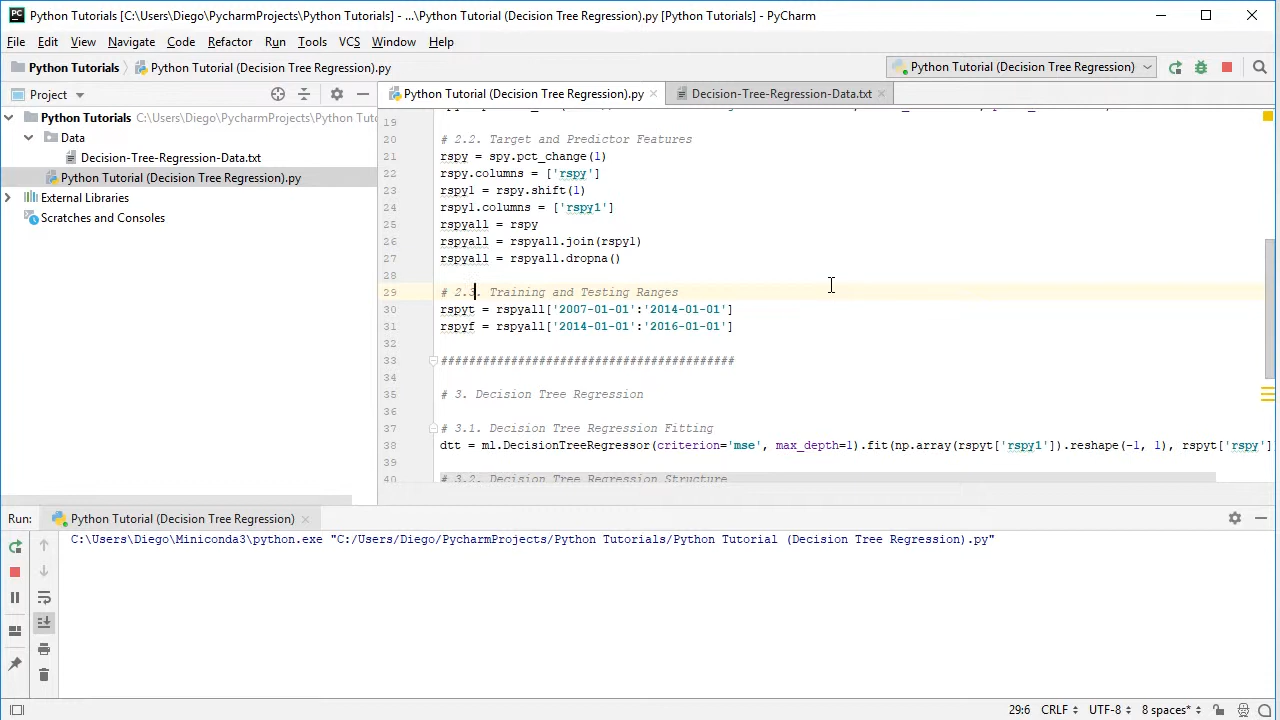 Python Tutorials [C:\Users\Diego\PycharmProjects\Python Tutorials] - ...\Python Tutorial (Decision Tree Regression).py [Python Tutorials] - PyCharm
File Edit View Navigate Code Refactor Run Tools VCS Window Help
Python Tutorials Python Tutorial (Decision Tree Regression).py Python Tutorial (Decision Tree Regression)
Project Python Tutorial (Decision Tree Regression).py Decision-Tree-Regression-Data.txt
Python Tutorials C:\Users\Diego\PycharmProjects\Python Tuto
Data
Decision-Tree-Regression-Data.txt
Python Tutorial (Decision Tree Regression).py
External Libraries
Scratches and Consoles
19
20 # 2.2. Target and Predictor Features
21 rspy = spy.pct_change(1)
22 rspy.columns = ['rspy']
23 rspy1 = rspy.shift(1)
24 rspy1.columns = ['rspy1']
25 rspyall = rspy
26 rspyall = rspyall.join(rspy1)
27 rspyall = rspyall.dropna()
28
29 # 2.3. Training and Testing Ranges
30 rspyt = rspyall['2007-01-01':'2014-01-01']
31 rspyf = rspyall['2014-01-01':'2016-01-01']
32
33 ##########################################
34
35 # 3. Decision Tree Regression
36
37 # 3.1. Decision Tree Regression Fitting
38 dtt = ml.DecisionTreeRegressor(criterion='mse', max_depth=1).fit(np.array(rspyt['rspy1']).reshape(-1, 1), rspyt['rspy']
39
40 # 3.2. Decision Tree Regression Structure
Run: Python Tutorial (Decision Tree Regression)
C:\Users\Diego\Miniconda3\python.exe "C:/Users/Diego/PycharmProjects/Python Tutorials/Python Tutorial (Decision Tree Regression).py"
29:6 CRLF UTF-8 8 spaces*